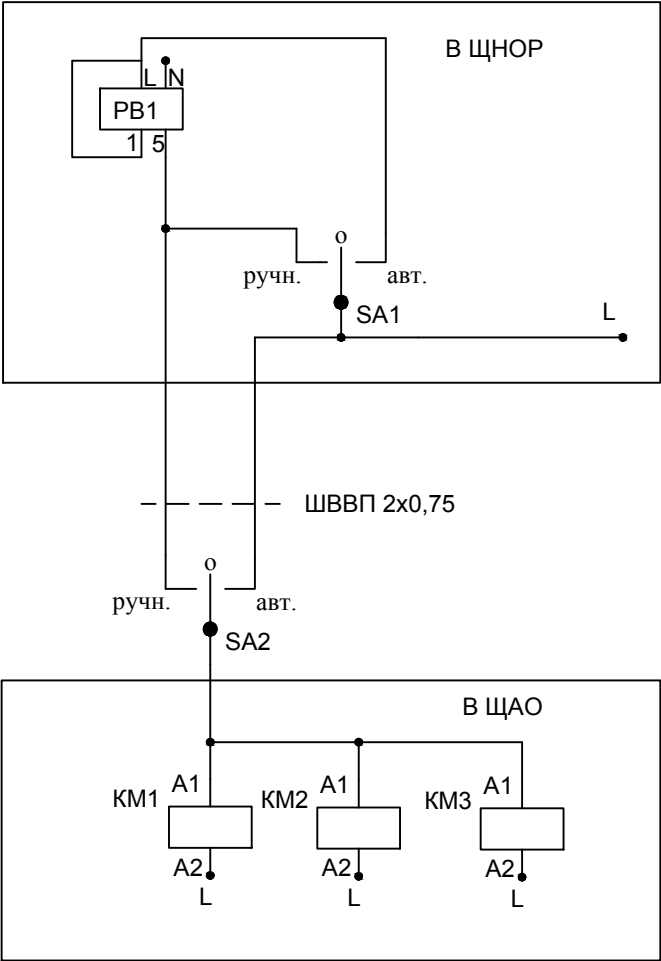 В ЩНОР
L N
РВ1
1 5
о
ручн. авт.
SA1
L
ШВВП 2х0,75
о
ручн. авт.
SA2
В ЩАО
КМ1 А1 КМ2 А1 КМ3 А1
А2 А2 А2
L L L